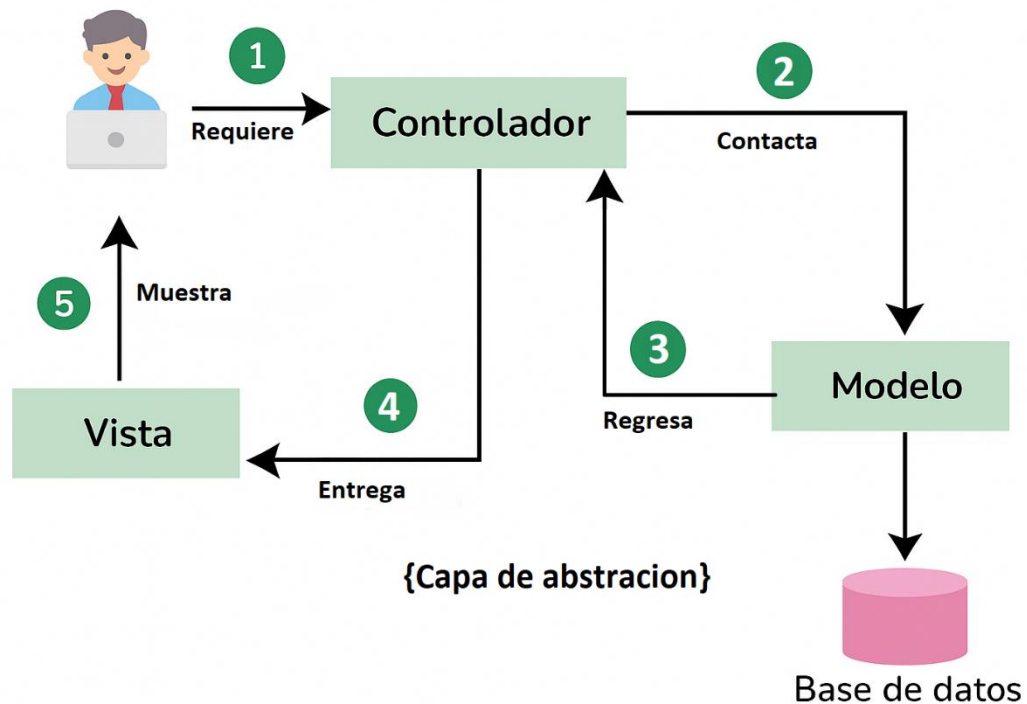 1
2
Requiere
Controlador
Contacta
5
Muestra
3
Modelo
4
Regresa
Vista
Entrega
{Capa de abstracion}
Base de datos